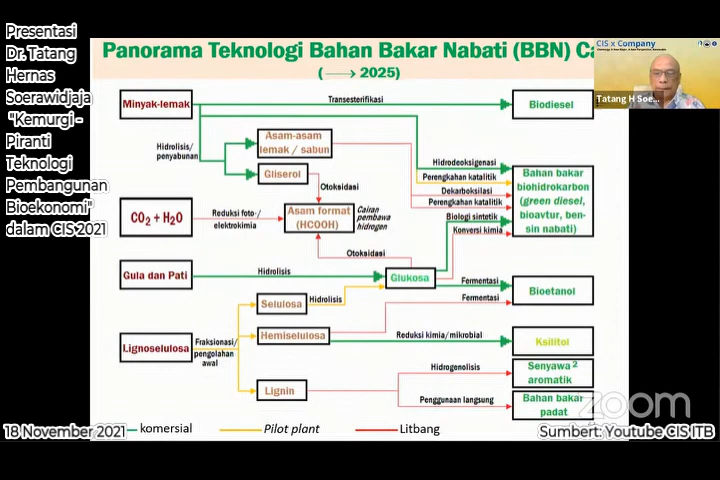 Presentasi
Dr. Tatang
Hernas
Soerawidjaja
"Kemurgi -
Piranti
Teknologi
Pembangunan
Bioekonomi"
dalam CIS 2021
Panorama Teknologi Bahan Bakar Nabati (BBN) Ca
(⟶ 2025)
CIS x Company
Tatang H Soe...
Minyak-lemak
Transesterifikasi
Biodiesel
Hidrolisis/
penyabunan
Asam-asam
lemak / sabun
Gliserol
Hidrodeoksigenasi
Perengkahan katalitik
Dekarboksilasi
Perengkahan katalitik
Biologi sintetik
Konversi kimia
Bahan bakar
biohidrokarbon
(green diesel,
bioavtur, ben-
sin nabati)
Otoksidasi
CO2 + H2O
Reduksi foto-/
elektrokimia
Asam format
(HCOOH)
Cairan
pembawa
hidrogen
Otoksidasi
Gula dan Pati
Hidrolisis
Glukosa
Fermentasi
Fermentasi
Bioetanol
Selulosa
Hidrolisis
Lignoselulosa
Fraksionasi/
pengolahan
awal
Hemiselulosa
Reduksi kimia/mikrobial
Ksilitol
Lignin
Hidrogenolisis
Senyawa2
aromatik
Penggunaan langsung
Bahan bakar
padat
zoom
18 November 2021
komersial
Pilot plant
Litbang
Sumbert: Youtube CIS ITB